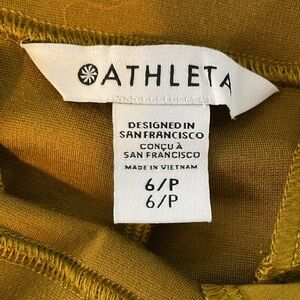 ATHLETA
DESIGNED IN
SAN FRANCISCO
CONÇU À
SAN FRANCISCO
MADE IN VIETNAM
6/P
6/P